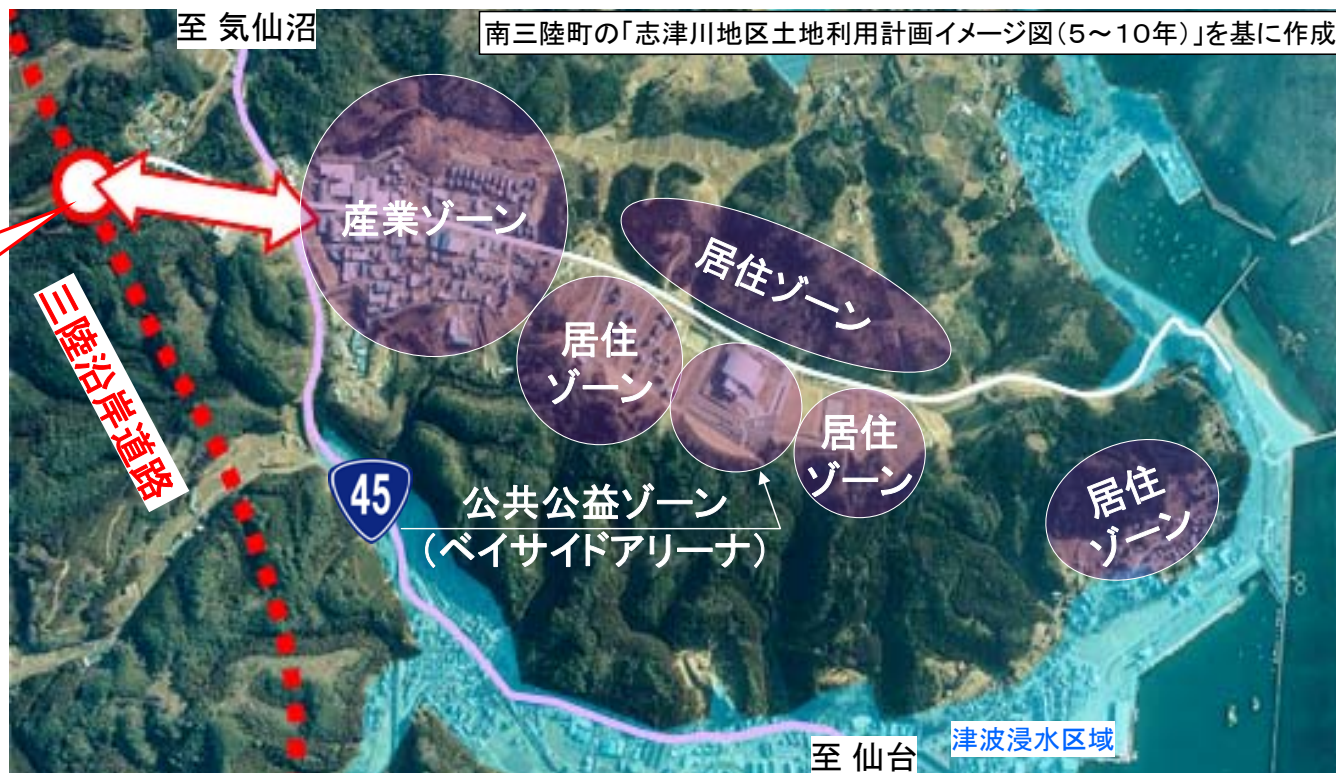 至 気仙沼
南三陸町の「志津川地区土地利用計画イメージ図（5～10年）」を基に作成
産業ゾーン
居住ゾーン
居住
ゾーン
三陸沿岸道路
居住
ゾーン
45
公共公益ゾーン
（ベイサイドアリーナ）
居住
ゾーン
至 仙台
津波浸水区域